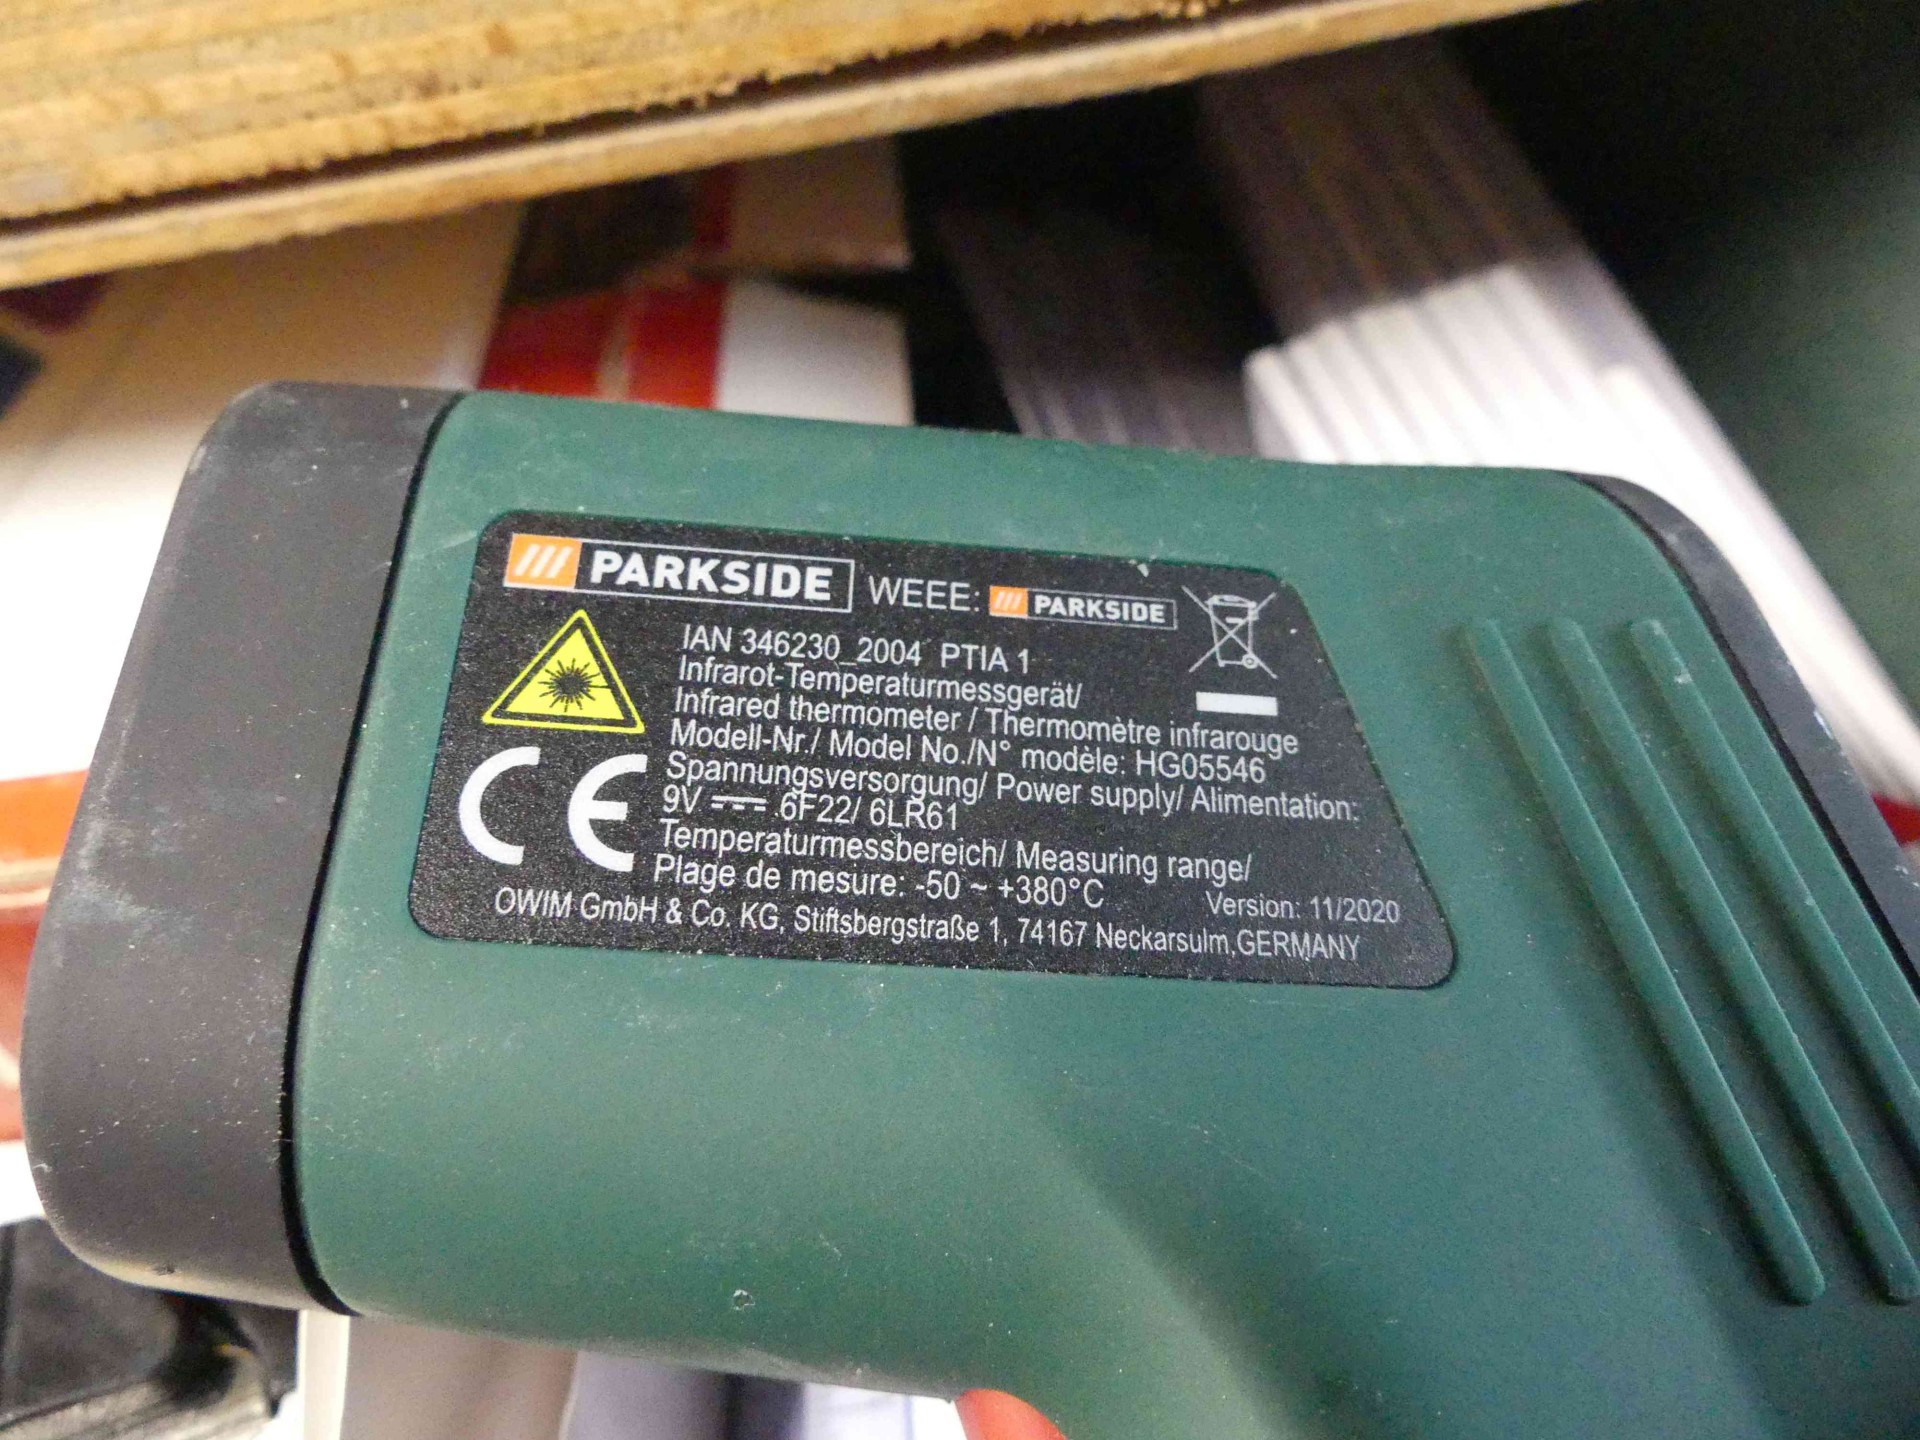 PARKSIDE WEEE: PARKSIDE
IAN 346230_2004 PTIA 1
Infrarot-Temperaturmessgerät/
Infrared thermometer / Thermomètre infrarouge
Modell-Nr./ Model No./N° modèle: HG05546
Spannungsversorgung/ Power supply/ Alimentation:
9V ⎓ 6F22/ 6LR61
Temperaturmessbereich/ Measuring range/
Plage de mesure: -50 ~ +380°C
Version: 11/2020
OWIM GmbH & Co. KG, Stiftsbergstraße 1, 74167 Neckarsulm,GERMANY
CE